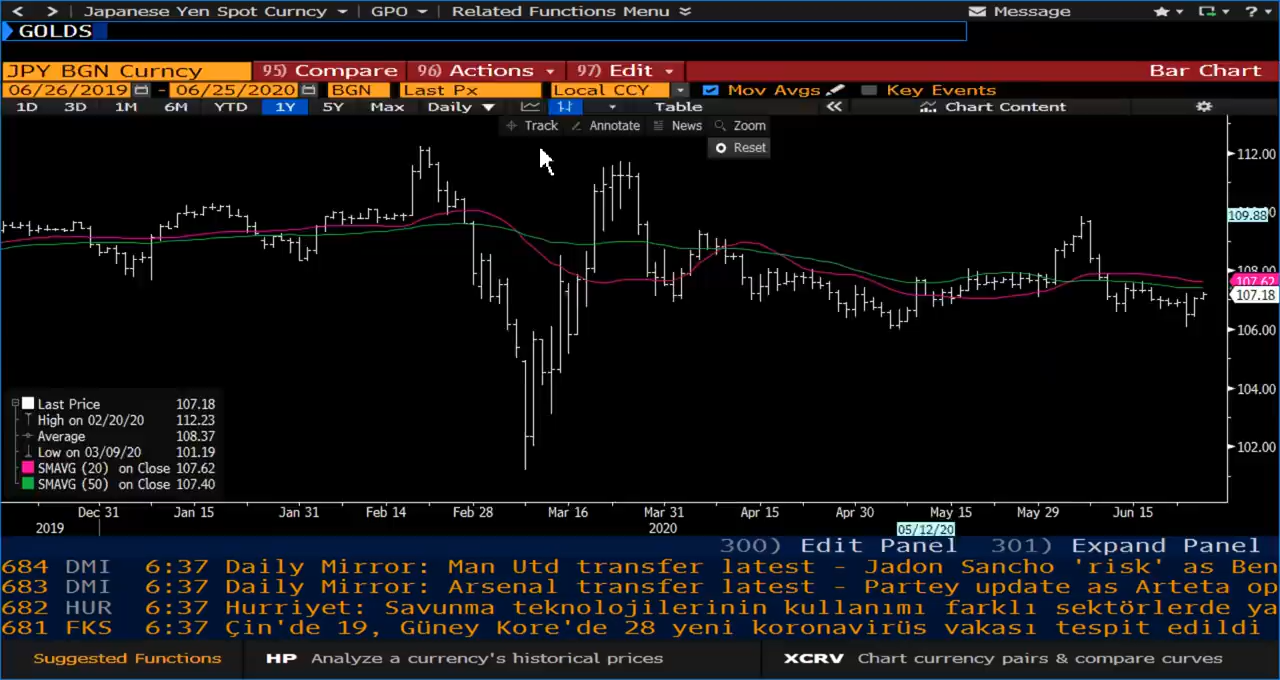 < > Japanese Yen Spot Curncy GPO Related Functions Menu Message ?
GOLDS
JPY BGN Curncy 95) Compare 96) Actions 97) Edit Bar Chart
06/26/2019 - 06/25/2020 BGN Last Px Local CCY Mov Avgs Key Events
1D 3D 1M 6M YTD 1Y 5Y Max Daily Table « Chart Content
Track Annotate News Zoom
Reset
112.00
109.88
108.00
107.62
107.18
106.00
104.00
102.00
Last Price 107.18
High on 02/20/20 112.23
Average 108.37
Low on 03/09/20 101.19
SMAVG (20) on Close 107.62
SMAVG (50) on Close 107.40
Dec 31 Jan 15 Jan 31 Feb 14 Feb 28 Mar 16 Mar 31 Apr 15 Apr 30 May 15 May 29 Jun 15
2019 2020 05/12/20
300) Edit Panel 301) Expand Panel
684 DMI 6:37 Daily Mirror: Man Utd transfer latest - Jadon Sancho 'risk' as Ben
683 DMI 6:37 Daily Mirror: Arsenal transfer latest - Partey update as Arteta op
682 HUR 6:37 Hurriyet: Savunma teknolojilerinin kullanımı farklı sektörlerde ya
681 FKS 6:37 Çin'de 19, Güney Kore'de 28 yeni koronavirüs vakası tespit edildi
Suggested Functions HP Analyze a currency's historical prices XCRV Chart currency pairs & compare curves